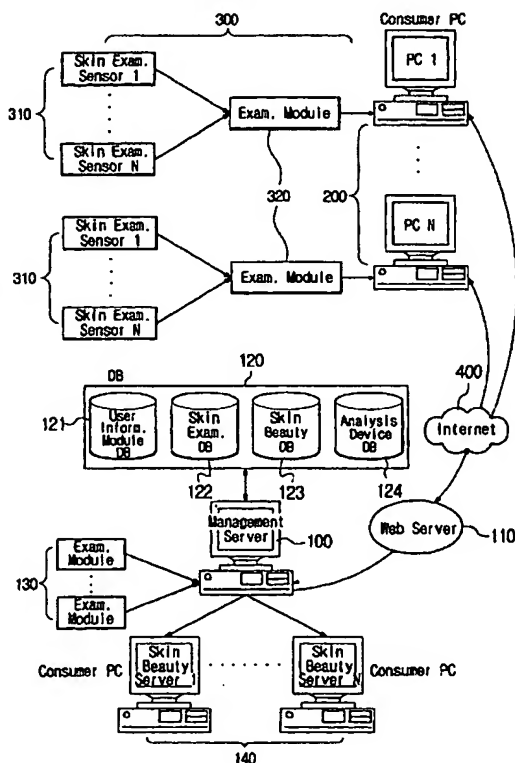 300
Consumer PC
Skin Exam.
Sensor 1
PC 1
310
Exam. Module
Skin Exam.
Sensor N
320
200
Skin Exam.
Sensor 1
PC N
310
Exam. Module
Skin Exam.
Sensor N
DB
120
400
121
User
Inform.
Module
DB
Skin
Exam.
DB
Skin
Beauty
DB
Analysis
Device
DB
Internet
122
123
124
Management
Server
100
Web Server
110
Exam.
Module
130
Exam.
Module
Consumer PC
Skin
Beauty
Server 1
Skin
Beauty
Server N
Consumer PC
140